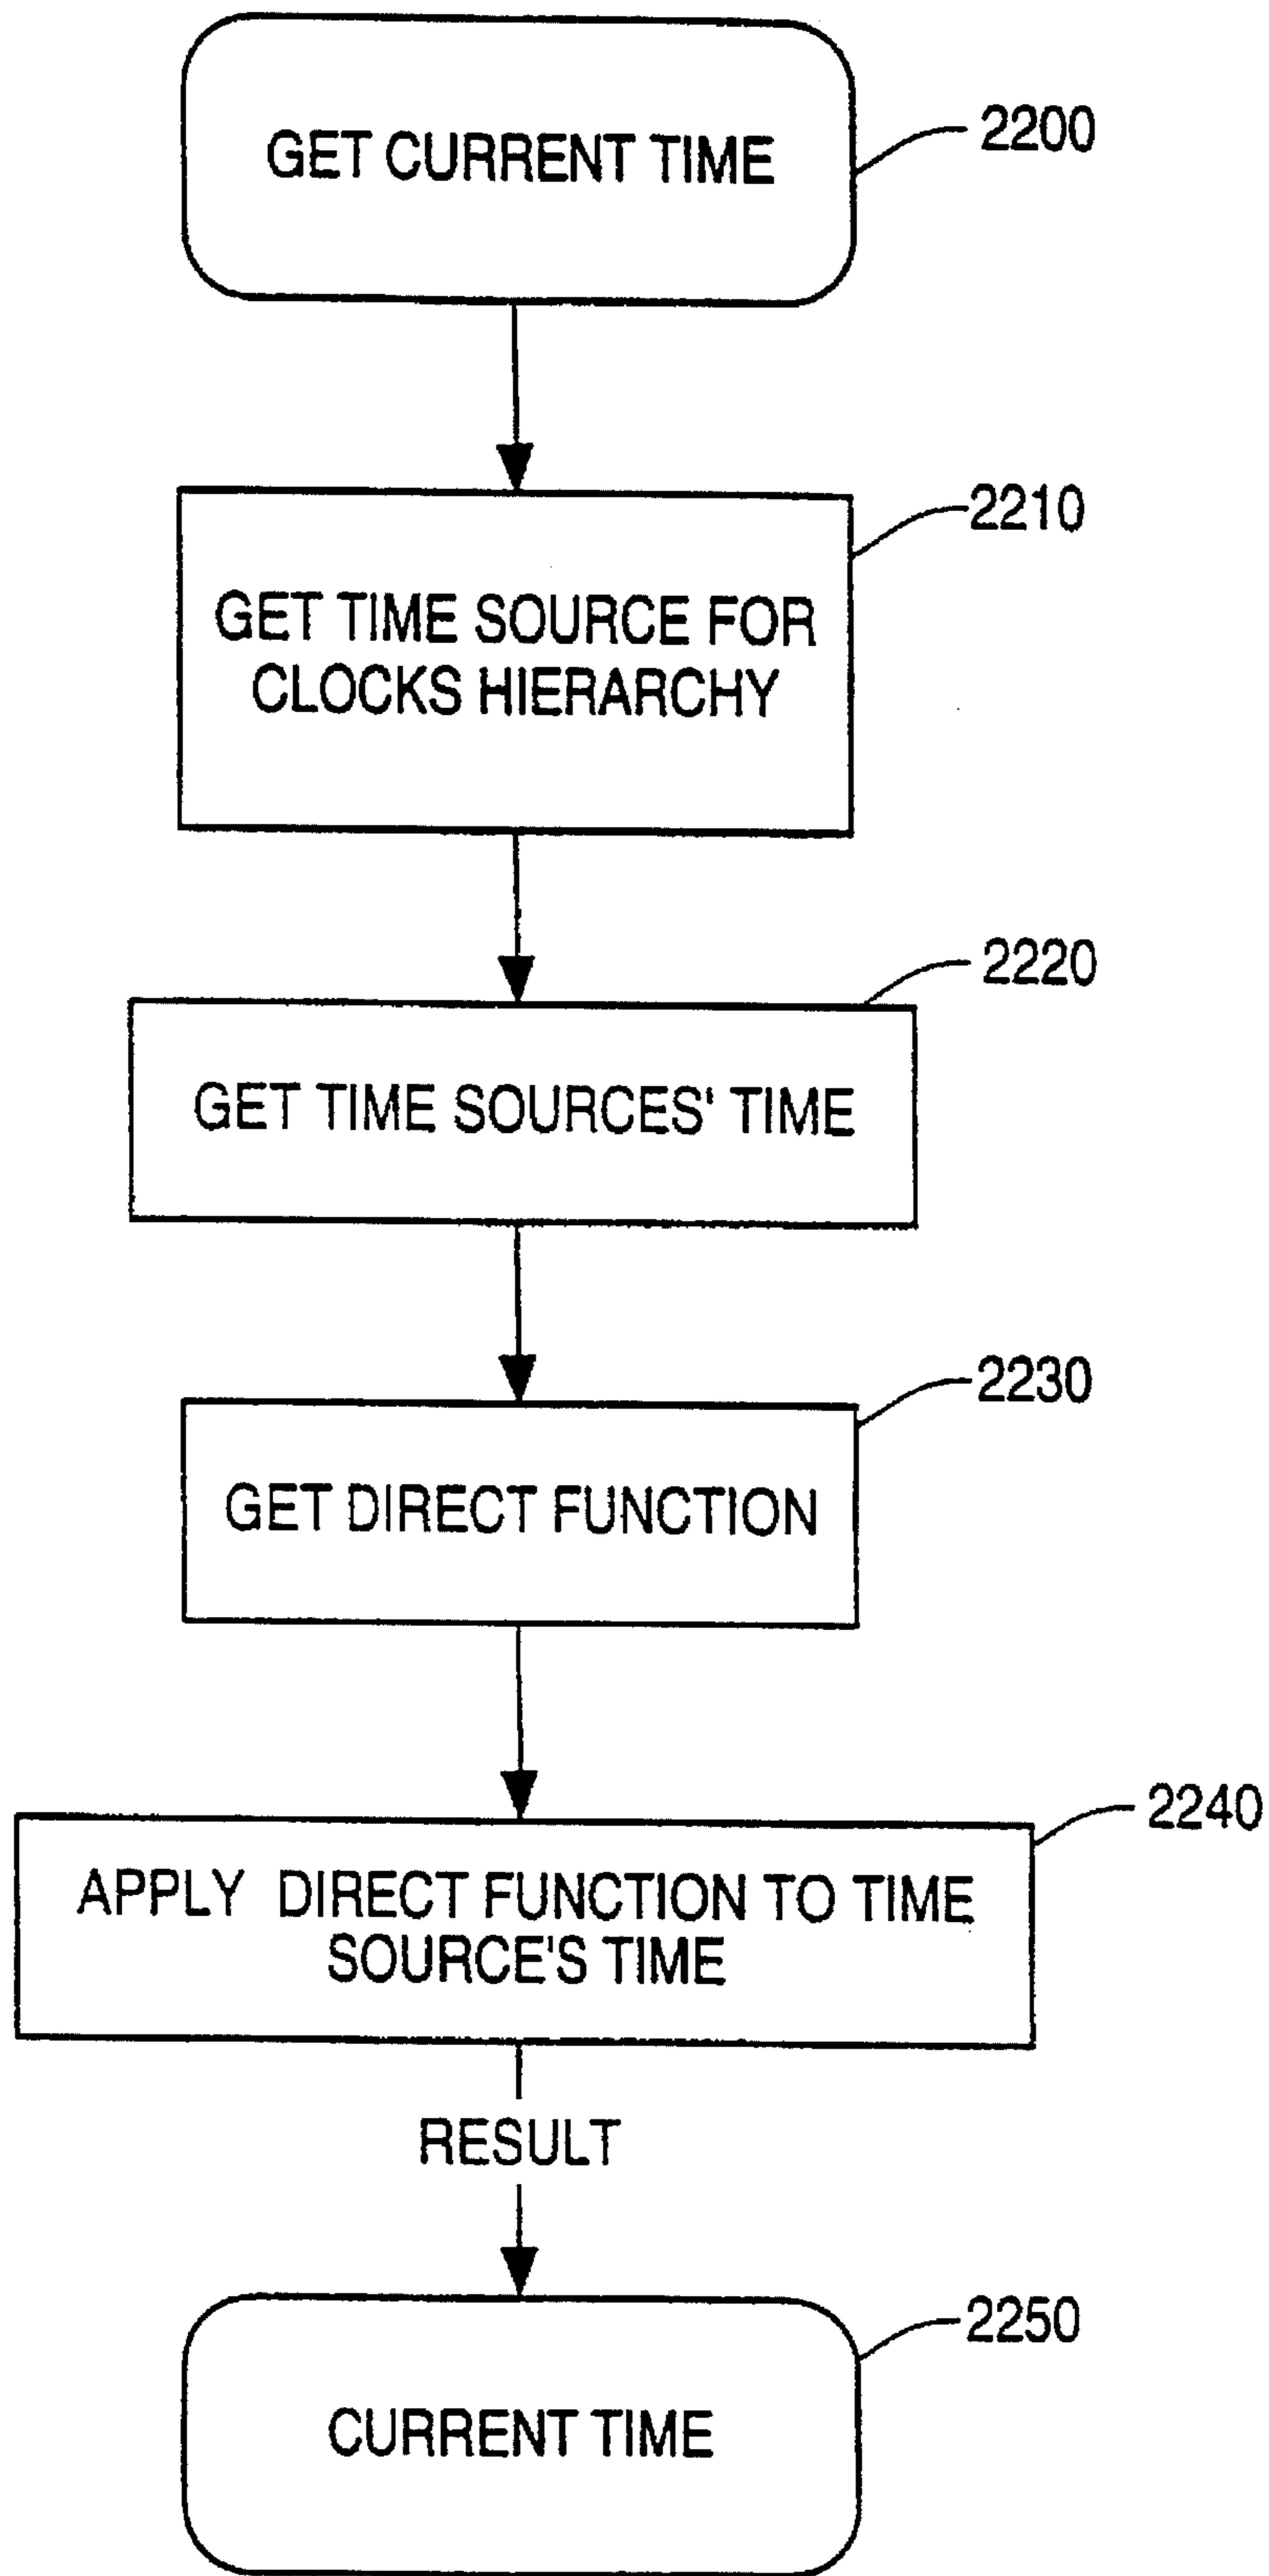 GET CURRENT TIME
2200
GET TIME SOURCE FOR
CLOCKS HIERARCHY
2210
GET TIME SOURCES' TIME
2220
GET DIRECT FUNCTION
2230
APPLY DIRECT FUNCTION TO TIME
SOURCE'S TIME
2240
RESULT
CURRENT TIME
2250